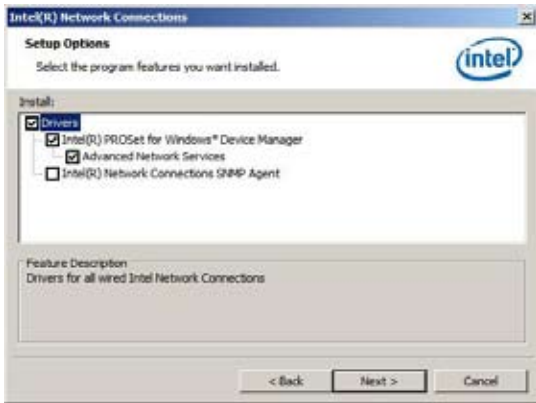 Intel(R) Network Connections
Setup Options
Select the program features you want installed.
intel
Install:
Drivers
Intel(R) PROSet for Windows* Device Manager
Advanced Network Services
Intel(R) Network Connections SNMP Agent
Feature Description
Drivers for all wired Intel Network Connections
< Back
Next >
Cancel